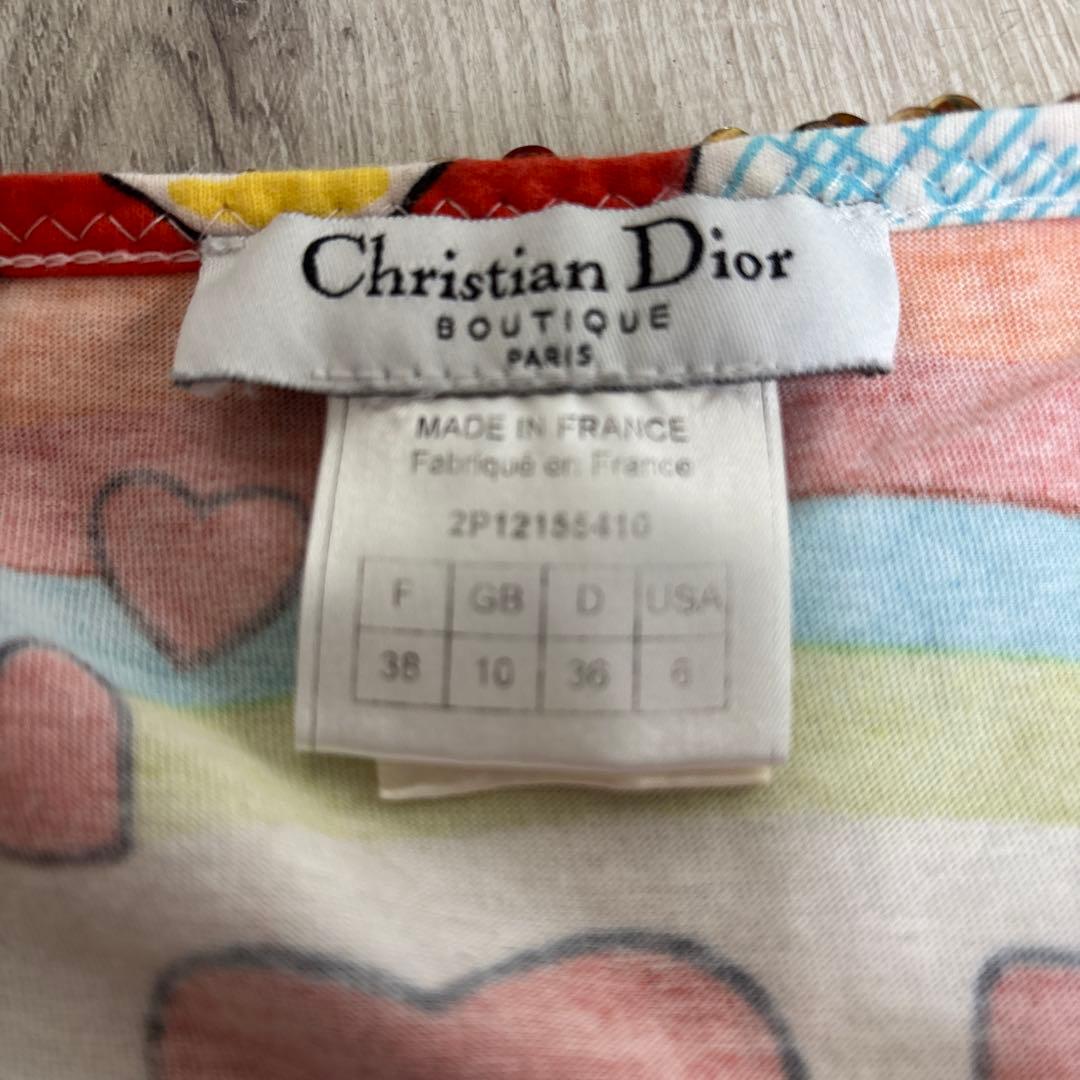 Christian Dior
BOUTIQUE
PARIS
MADE IN FRANCE
Fabriqué en France
2P12155410
F GB D USA
38 10 36 6